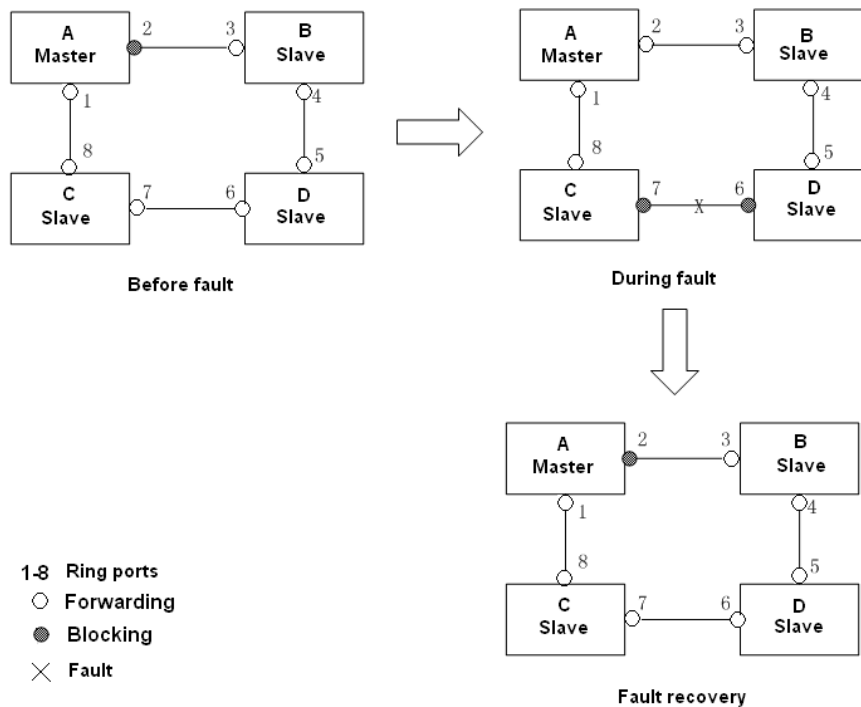 A
Master
2
3
B
Slave
1
4
8
5
C
Slave
7
6
D
Slave
Before fault
A
Master
2
3
B
Slave
1
4
8
5
C
Slave
7
6
D
Slave
X
During fault
A
Master
2
3
B
Slave
1
4
8
5
C
Slave
7
6
D
Slave
Fault recovery
1-8 Ring ports
Forwarding
Blocking
Fault